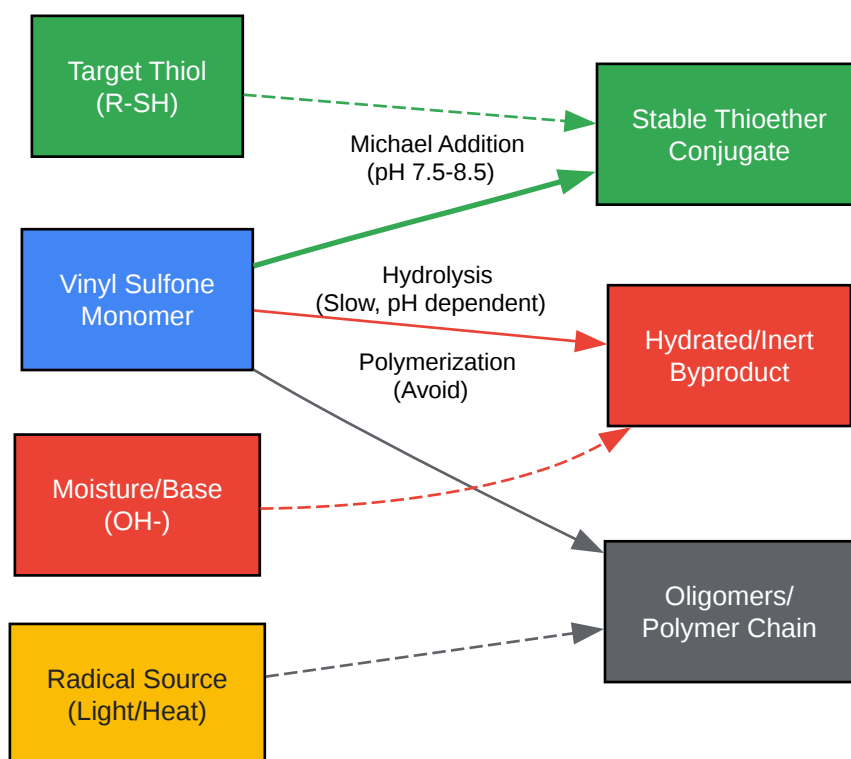 Target Thiol
(R-SH)
Stable Thioether
Conjugate
Michael Addition
(pH 7.5-8.5)
Vinyl Sulfone
Monomer
Hydrolysis
(Slow, pH dependent)
Hydrated/Inert
Byproduct
Polymerization
(Avoid)
Moisture/Base
(OH-)
Oligomers/
Polymer Chain
Radical Source
(Light/Heat)